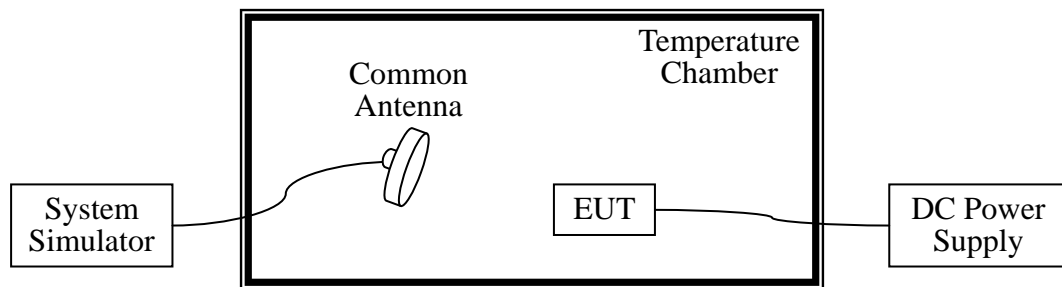 Temperature
Chamber
Common
Antenna
System
Simulator
EUT
DC Power
Supply